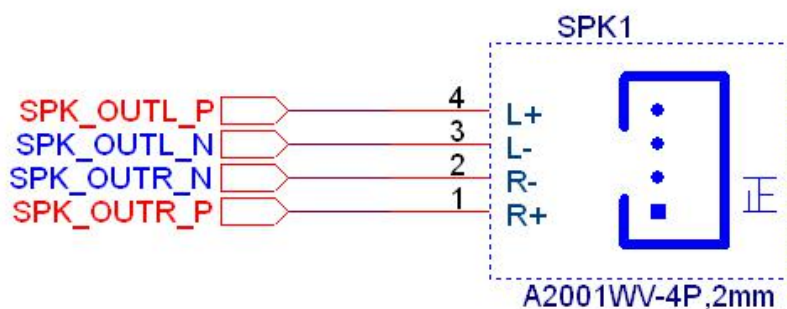 SPK1
SPK_OUTL_P 4 L+
SPK_OUTL_N 3 L-
SPK_OUTR_N 2 R-
SPK_OUTR_P 1 R+
正
A2001WV-4P,2mm